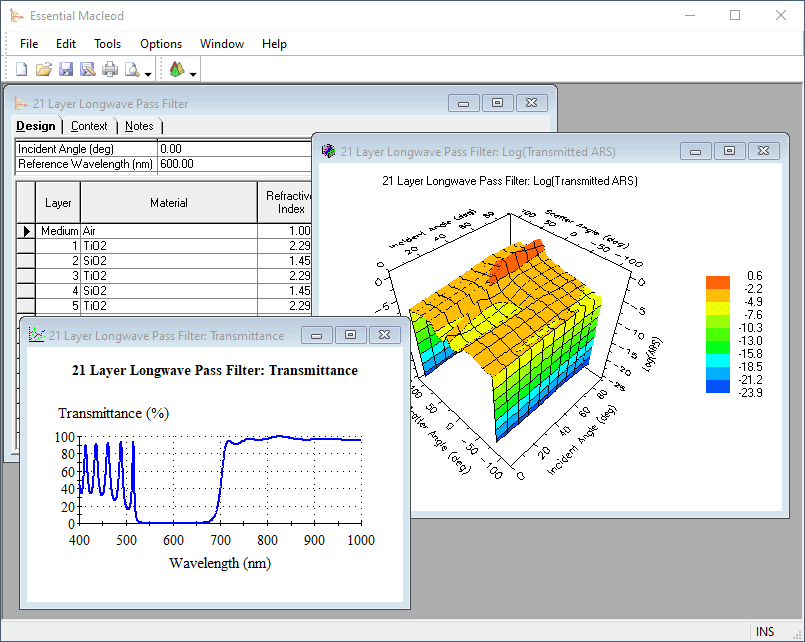 Essential Macleod
File Edit Tools Options Window Help
21 Layer Longwave Pass Filter
Design Context Notes
Incident Angle (deg) 0.00
Reference Wavelength (nm) 600.00
Layer Material Refractive Index
Medium Air 1.00
1 TiO2 2.29
2 SiO2 1.45
3 TiO2 2.29
4 SiO2 1.45
5 TiO2 2.29
21 Layer Longwave Pass Filter: Log(Transmitted ARS)
21 Layer Longwave Pass Filter: Log(Transmitted ARS)
Incident Angle (deg)
0 20 40 60 80
Scatter Angle (deg)
100 50 0 -50 -100
0
-5
-10
-15
-20
-25
Log(ARS)
0
-5
100 50 0 -50 -100
Scatter Angle (deg)
0 20 40 60 80
Incident Angle (deg)
0.6
-2.2
-4.9
-7.6
-10.3
-13.0
-15.8
-18.5
-21.2
-23.9
21 Layer Longwave Pass Filter: Transmittance
21 Layer Longwave Pass Filter: Transmittance
Transmittance (%)
100
80
60
40
20
0
400 500 600 700 800 900 1000
Wavelength (nm)
INS